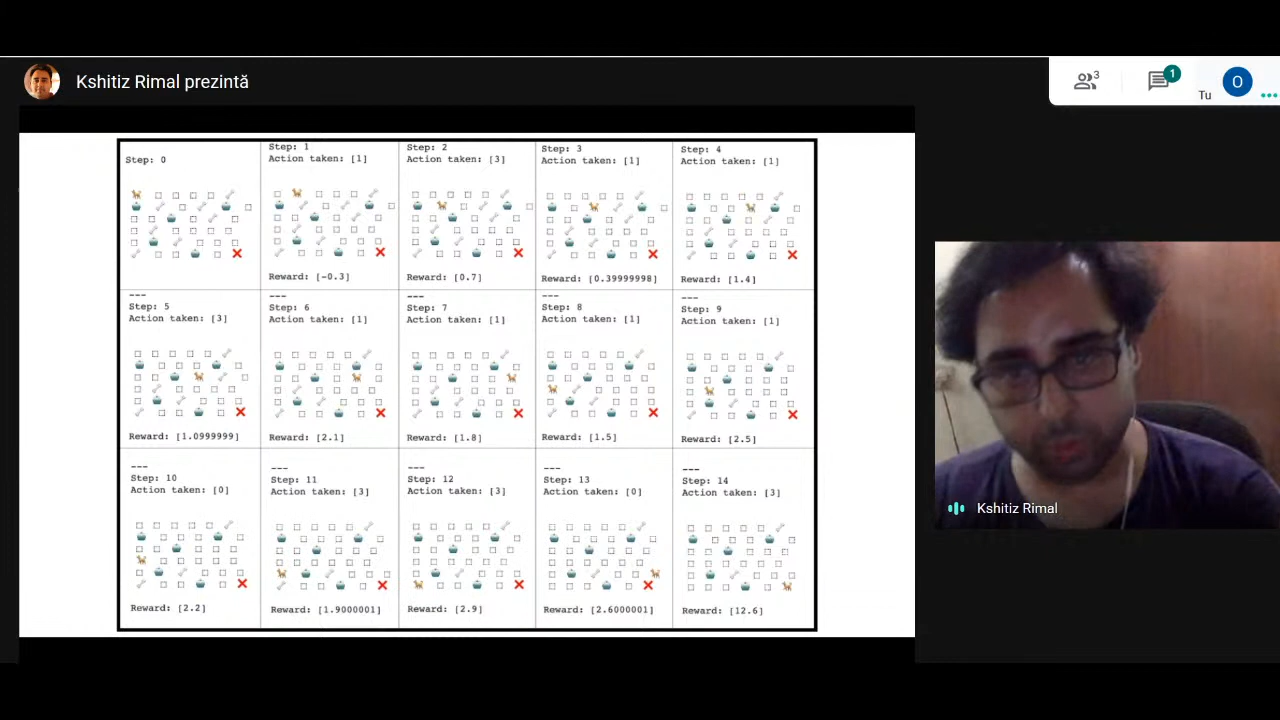 Kshitiz Rimal prezintă
3
1
Tu
O
Step: 0
Step: 1
Action taken: [1]
Reward: [-0.3]
Step: 2
Action taken: [3]
Reward: [0.7]
Step: 3
Action taken: [1]
Reward: [0.39999998]
Step: 4
Action taken: [1]
Reward: [1.4]
---
Step: 5
Action taken: [3]
Reward: [1.0999999]
---
Step: 6
Action taken: [1]
Reward: [2.1]
---
Step: 7
Action taken: [1]
Reward: [1.8]
---
Step: 8
Action taken: [1]
Reward: [1.5]
---
Step: 9
Action taken: [1]
Reward: [2.5]
---
Step: 10
Action taken: [0]
Reward: [2.2]
---
Step: 11
Action taken: [3]
Reward: [1.9000001]
---
Step: 12
Action taken: [3]
Reward: [2.9]
---
Step: 13
Action taken: [0]
Reward: [2.6000001]
---
Step: 14
Action taken: [3]
Reward: [12.6]
Kshitiz Rimal